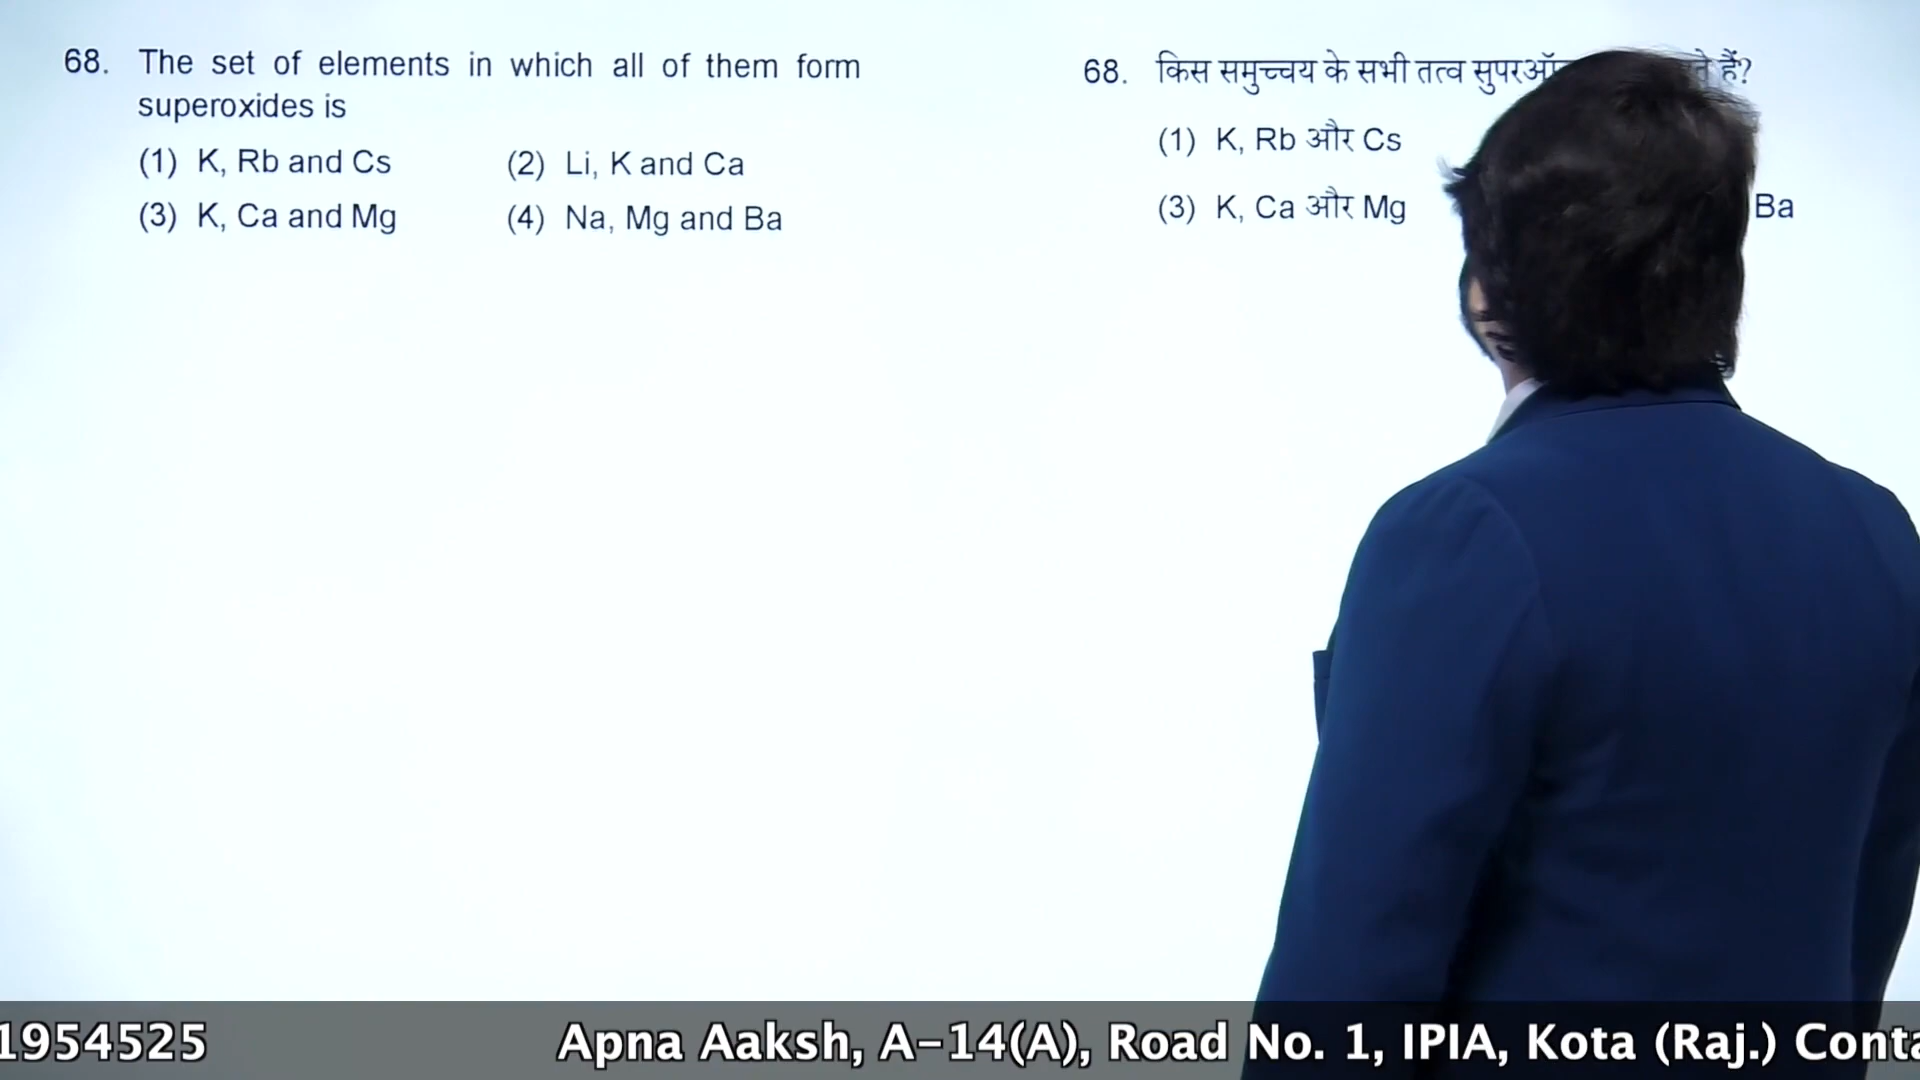 68. The set of elements in which all of them form
superoxides is
(1) K, Rb and Cs (2) Li, K and Ca
(3) K, Ca and Mg (4) Na, Mg and Ba
68. किस समुच्चय के सभी तत्व हैं?
(1) K, Rb और Cs
(3) K, Ca और Mg Ba
1954525 Apna Aaksh, A-14(A), Road No. 1, IPIA, Kota (Raj.)